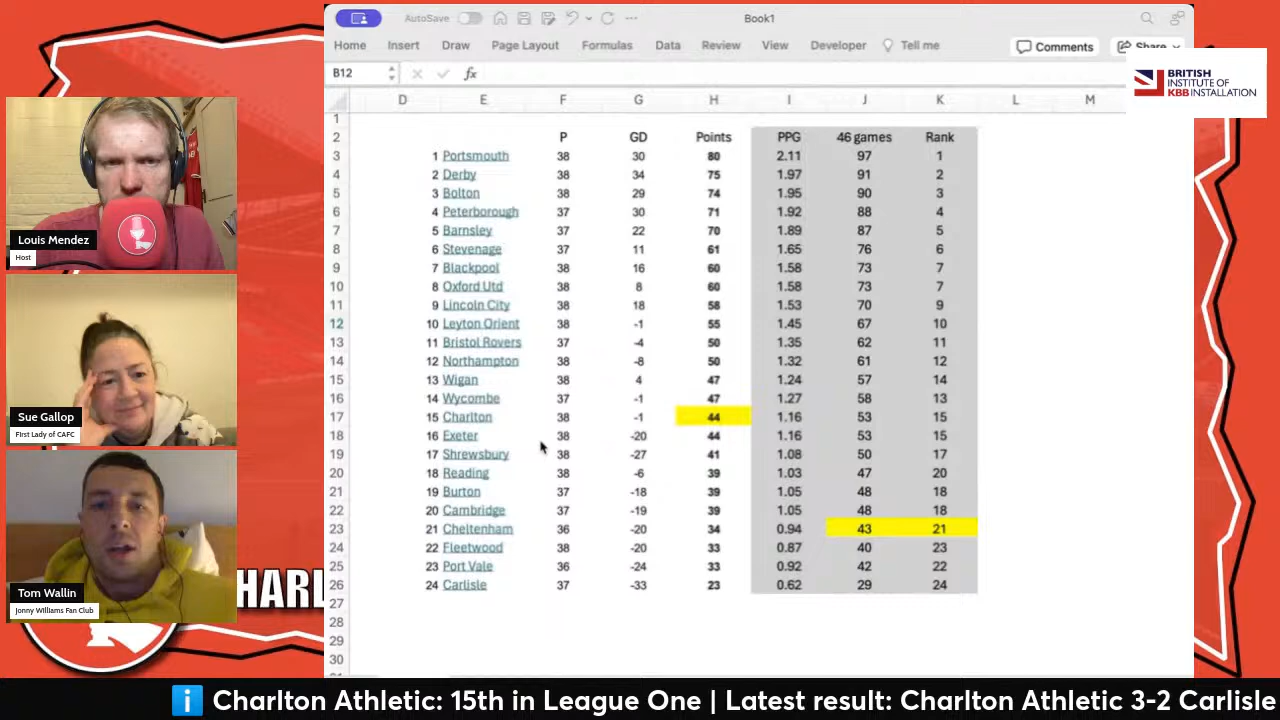 AutoSave
Book1
Home Insert Draw Page Layout Formulas Data Review View Developer Tell me
Comments
Share
BRITISH
INSTITUTE OF
KBB INSTALLATION
B12
fx
D E F G H I J K L M
1
2 P GD Points PPG 46 games Rank
3 1 Portsmouth 38 30 80 2.11 97 1
4 2 Derby 38 34 75 1.97 91 2
5 3 Bolton 38 29 74 1.95 90 3
6 4 Peterborough 37 30 71 1.92 88 4
7 5 Barnsley 37 22 70 1.89 87 5
8 6 Stevenage 37 11 61 1.65 76 6
9 7 Blackpool 38 16 60 1.58 73 7
10 8 Oxford Utd 38 8 60 1.58 73 7
11 9 Lincoln City 38 18 58 1.53 70 9
12 10 Leyton Orient 38 -1 55 1.45 67 10
13 11 Bristol Rovers 37 -4 50 1.35 62 11
14 12 Northampton 38 -8 50 1.32 61 12
15 13 Wigan 38 4 47 1.24 57 14
16 14 Wycombe 37 -1 47 1.27 58 13
17 15 Charlton 38 -1 44 1.16 53 15
18 16 Exeter 38 -20 44 1.16 53 15
19 17 Shrewsbury 38 -27 41 1.08 50 17
20 18 Reading 38 -6 39 1.03 47 20
21 19 Burton 37 -18 39 1.05 48 18
22 20 Cambridge 37 -19 39 1.05 48 18
23 21 Cheltenham 36 -20 34 0.94 43 21
24 22 Fleetwood 38 -20 33 0.87 40 23
25 23 Port Vale 36 -24 33 0.92 42 22
26 24 Carlisle 37 -33 23 0.62 29 24
27
28
29
30
Louis Mendez
Host
Sue Gallop
First Lady of CAFC
Tom Wallin
Jonny Williams Fan Club
HARL
Charlton Athletic: 15th in League One | Latest result: Charlton Athletic 3-2 Carlisle